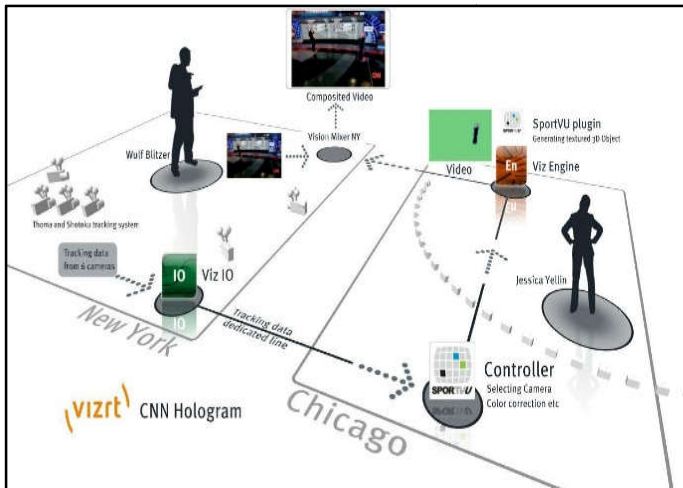 Composited Video
Vision Mixer NY
Wulf Blitzer
Thoma and Shotoku tracking system
Tracking data
from 6 cameras
IO
Viz IO
New York
Tracking data
dedicated line
Video
SportVU plugin
Generating textured 3D Object
En
Viz Engine
Jessica Yellin
Controller
SPORTVU
Selecting Camera
Color correction etc
Chicago
(vizrt) CNN Hologram